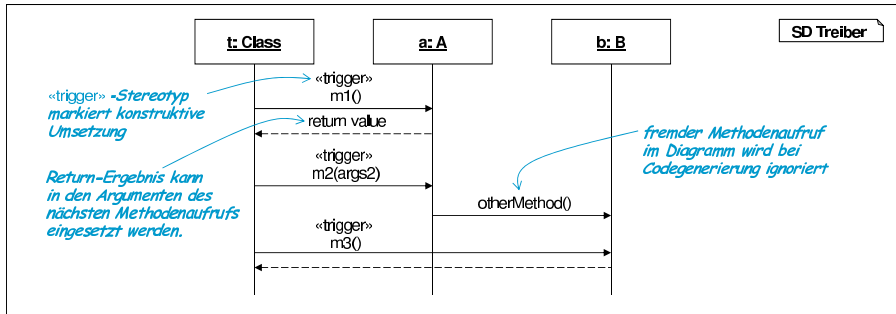 SD Treiber
t: Class
a: A
b: B
«trigger»
m1()
«trigger» -Stereotyp
markiert konstruktive
Umsetzung
return value
fremder Methodenaufruf
im Diagramm wird bei
Codegenerierung ignoriert
«trigger»
m2(args2)
Return-Ergebnis kann
in den Argumenten des
nächsten Methodenaufrufs
eingesetzt werden.
otherMethod()
«trigger»
m3()